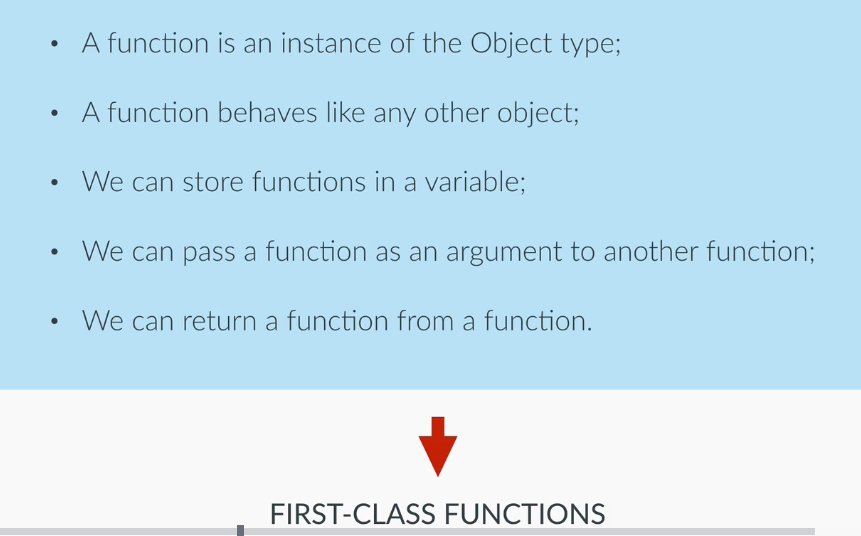 • A function is an instance of the Object type;
• A function behaves like any other object;
• We can store functions in a variable;
• We can pass a function as an argument to another function;
• We can return a function from a function.
FIRST-CLASS FUNCTIONS